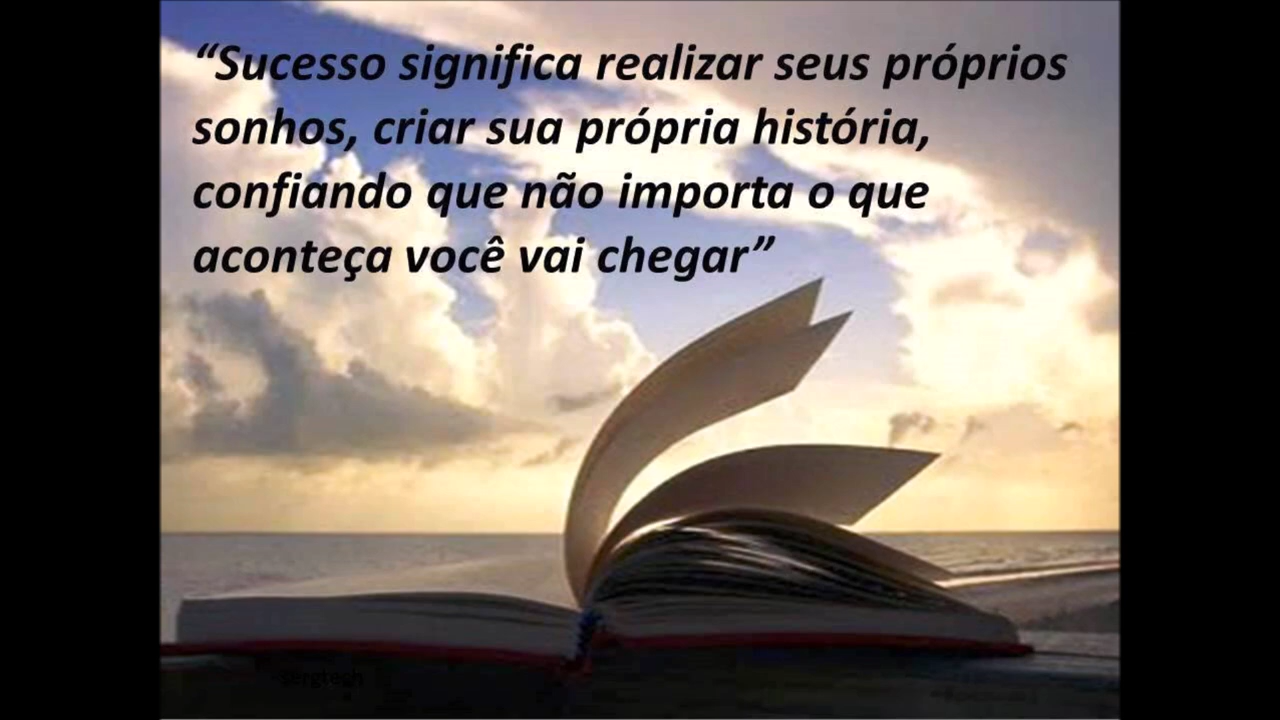 “Sucesso significa realizar seus próprios
sonhos, criar sua própria história,
confiando que não importa o que
aconteça você vai chegar”
sergtech